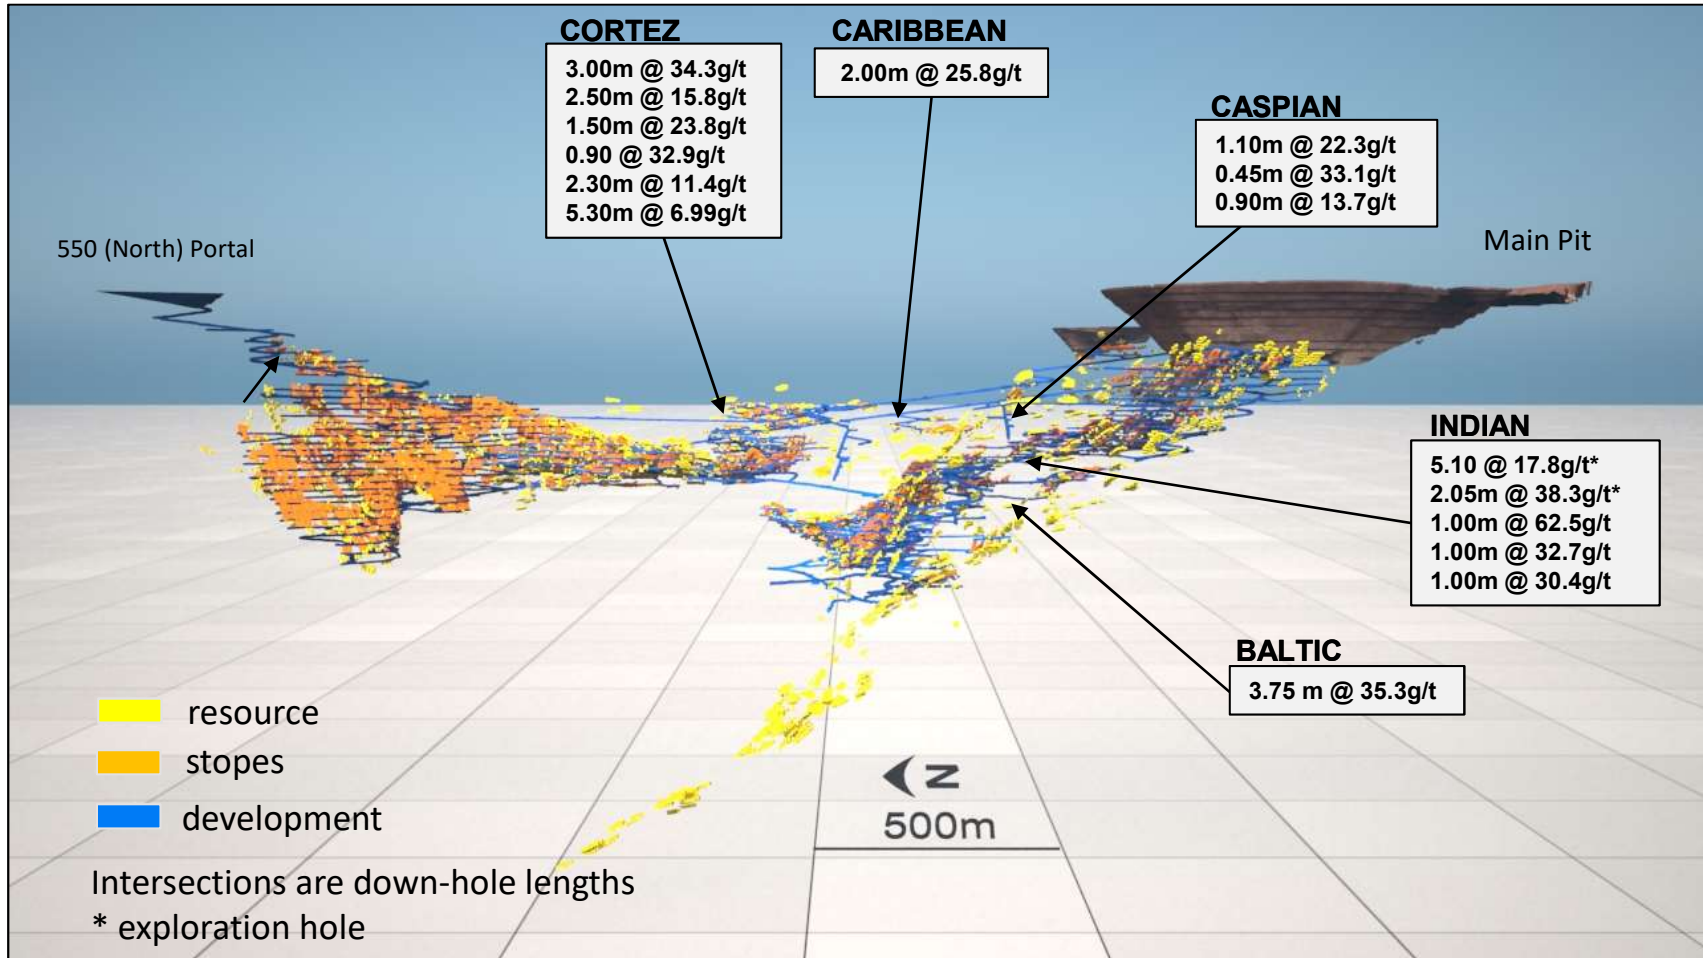 CORTEZ
3.00m @ 34.3g/t
2.50m @ 15.8g/t
1.50m @ 23.8g/t
0.90 @ 32.9g/t
2.30m @ 11.4g/t
5.30m @ 6.99g/t
CARIBBEAN
2.00m @ 25.8g/t
CASPIAN
1.10m @ 22.3g/t
0.45m @ 33.1g/t
0.90m @ 13.7g/t
550 (North) Portal
Main Pit
INDIAN
5.10 @ 17.8g/t*
2.05m @ 38.3g/t*
1.00m @ 62.5g/t
1.00m @ 32.7g/t
1.00m @ 30.4g/t
BALTIC
3.75 m @ 35.3g/t
resource
stopes
development
N
500m
Intersections are down-hole lengths
* exploration hole